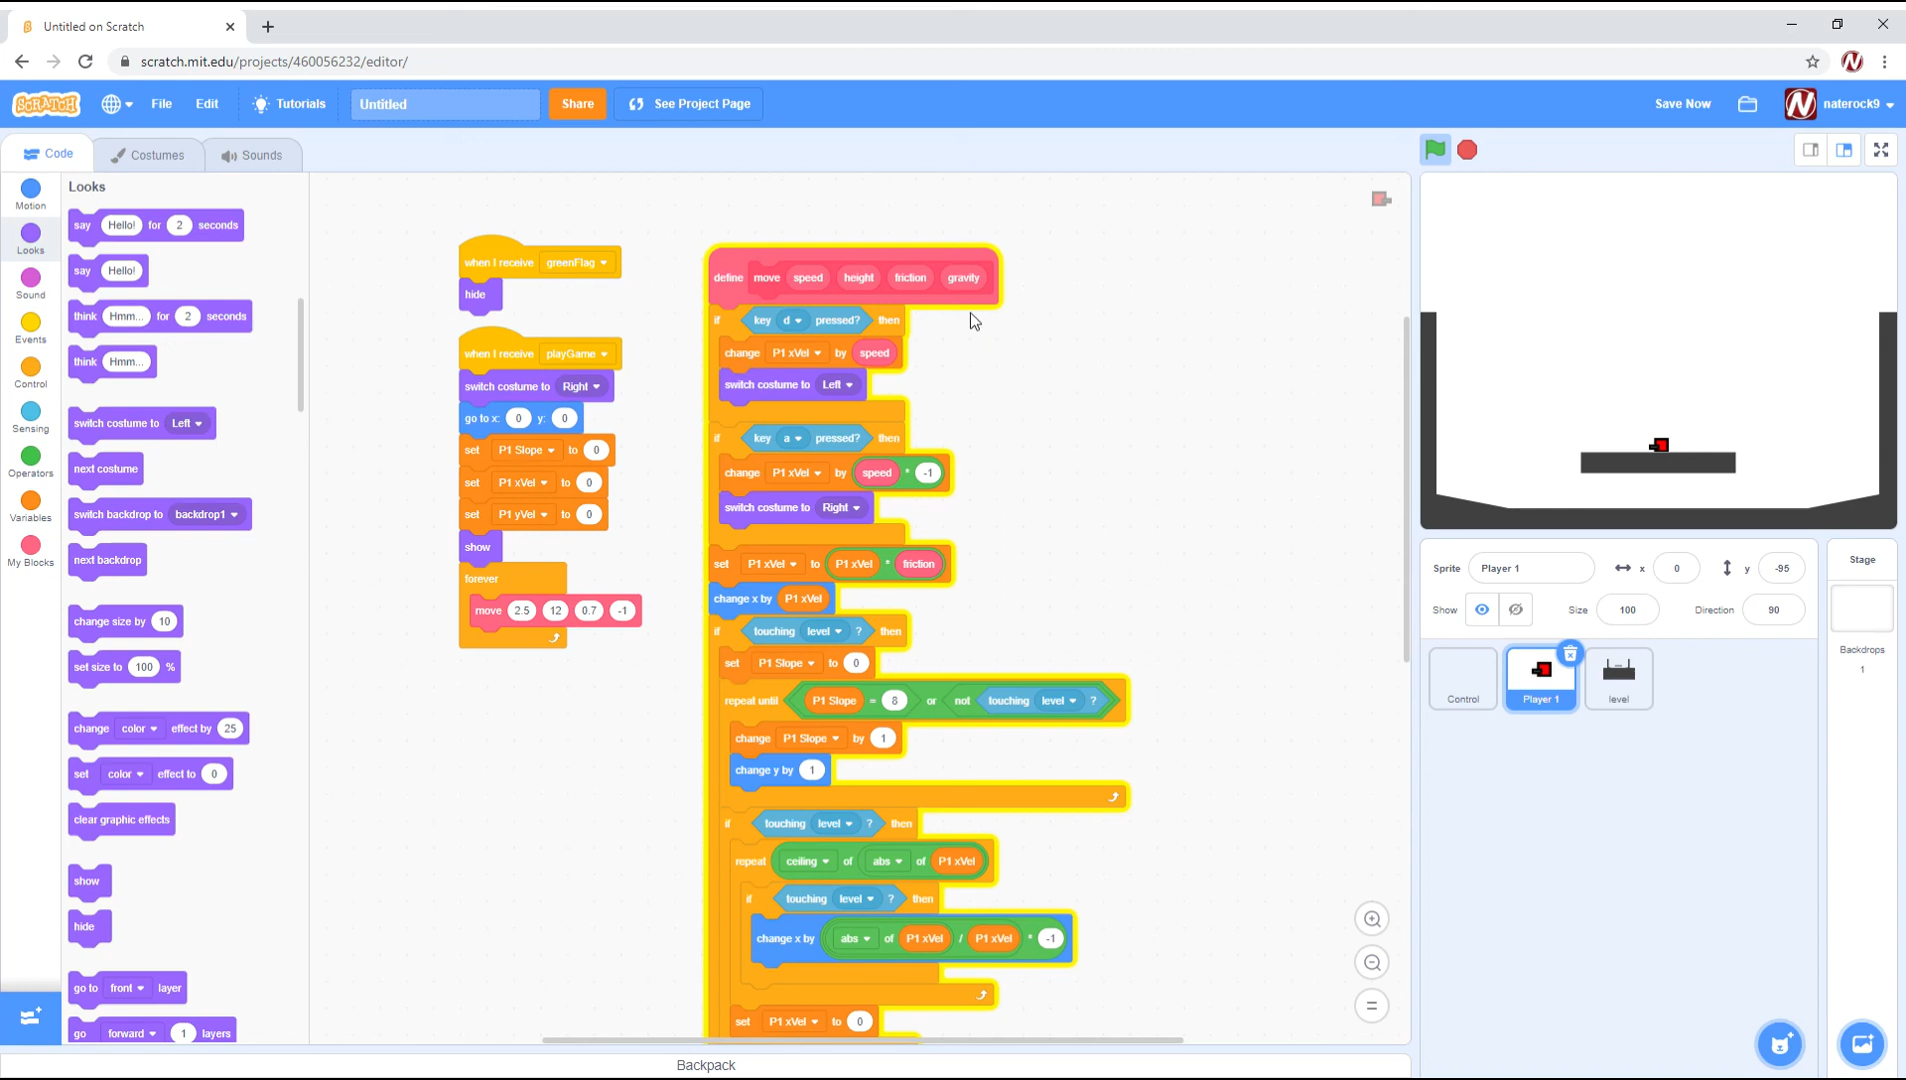 Untitled on Scratch
scratch.mit.edu/projects/460056232/editor/
SCRATCH
File
Edit
Tutorials
Untitled
Share
See Project Page
Save Now
naterock9
Code
Costumes
Sounds
Motion
Looks
Sound
Events
Control
Sensing
Operators
Variables
My Blocks
Looks
say Hello! for 2 seconds
say Hello!
think Hmm... for 2 seconds
think Hmm...
switch costume to Left
next costume
switch backdrop to backdrop1
next backdrop
change size by 10
set size to 100 %
change color effect by 25
set color effect to 0
clear graphic effects
show
hide
go to front layer
go forward 1 layers
when I receive greenFlag
hide
when I receive playGame
switch costume to Right
go to x: 0 y: 0
set P1 Slope to 0
set P1 xVel to 0
set P1 yVel to 0
show
forever
move 2.5 12 0.7 -1
define move speed height friction gravity
if key d pressed? then
change P1 xVel by speed
switch costume to Left
if key a pressed? then
change P1 xVel by speed * -1
switch costume to Right
set P1 xVel to P1 xVel * friction
change x by P1 xVel
if touching level ? then
set P1 Slope to 0
repeat until P1 Slope = 8 or not touching level ?
change P1 Slope by 1
change y by 1
if touching level ? then
repeat ceiling of abs of P1 xVel
if touching level ? then
change x by abs of P1 xVel / P1 xVel * -1
set P1 xVel to 0
Sprite Player 1 x 0 y -95
Show Size 100 Direction 90
Control
Player 1
level
Stage
Backdrops
1
Backpack